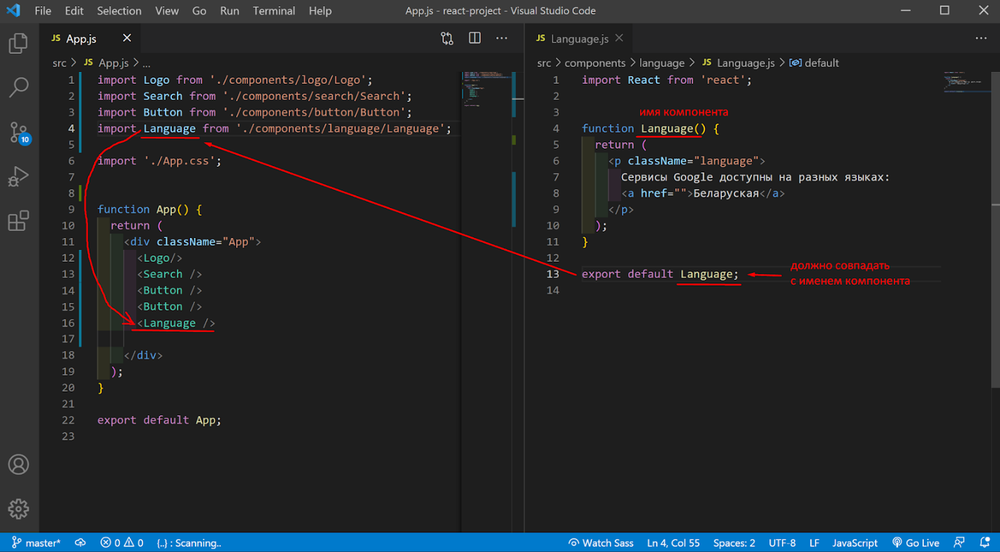 File Edit Selection View Go Run Terminal Help App.js - react-project - Visual Studio Code
JS App.js
src > JS App.js > ...
1 import Logo from './components/logo/Logo';
2 import Search from './components/search/Search';
3 import Button from './components/button/Button';
4 import Language from './components/language/Language';
5
6 import './App.css';
7
8
9 function App() {
10 return (
11 <div className="App">
12 <Logo/>
13 <Search />
14 <Button />
15 <Button />
16 <Language />
17
18 </div>
19 );
20 }
21
22 export default App;
23
JS Language.js
src > components > language > JS Language.js > default
1 import React from 'react';
2
3
имя компонента
4 function Language() {
5 return (
6 <p className="language">
7 Сервисы Google доступны на разных языках:
8 <a href="">Беларуская</a>
9 </p>
10 );
11 }
12
13 export default Language;
14
должно совпадать
с именем компонента
10
master* 0 0 {..} : Scanning.. Watch Sass Ln 4, Col 55 Spaces: 2 UTF-8 LF JavaScript Go Live